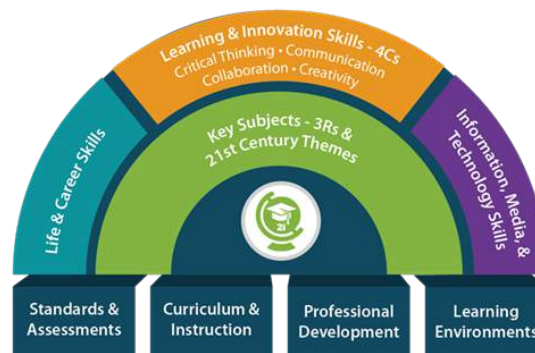 Learning & Innovation Skills - 4Cs
Critical Thinking • Communication
Collaboration • Creativity
Life & Career Skills
Key Subjects - 3Rs &
21st Century Themes
Information, Media, &
Technology Skills
21
Standards &
Assessments
Curriculum &
Instruction
Professional
Development
Learning
Environments